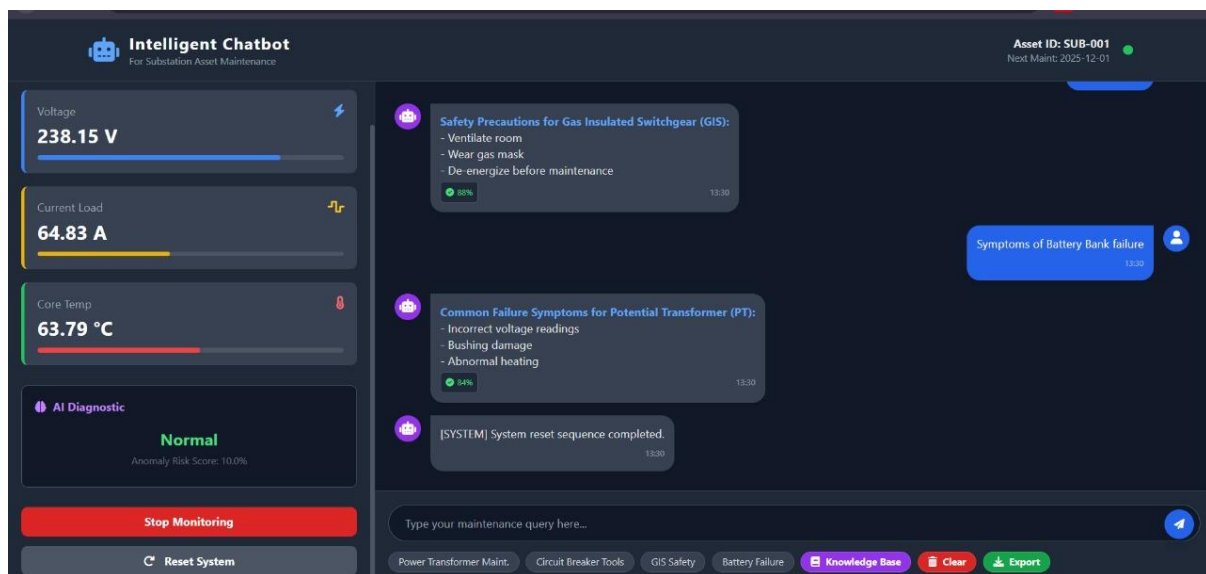 Intelligent Chatbot
For Substation Asset Maintenance
Asset ID: SUB-001
Next Maint: 2025-12-01
Voltage
238.15 V
Current Load
64.83 A
Core Temp
63.79 °C
AI Diagnostic
Normal
Anomaly Risk Score: 10.0%
Stop Monitoring
Reset System
Safety Precautions for Gas Insulated Switchgear (GIS):
- Ventilate room
- Wear gas mask
- De-energize before maintenance
88%
13:30
Symptoms of Battery Bank failure
13:30
Common Failure Symptoms for Potential Transformer (PT):
- Incorrect voltage readings
- Bushing damage
- Abnormal heating
84%
13:30
[SYSTEM] System reset sequence completed.
13:30
Type your maintenance query here...
Power Transformer Maint.
Circuit Breaker Tools
GIS Safety
Battery Failure
Knowledge Base
Clear
Export